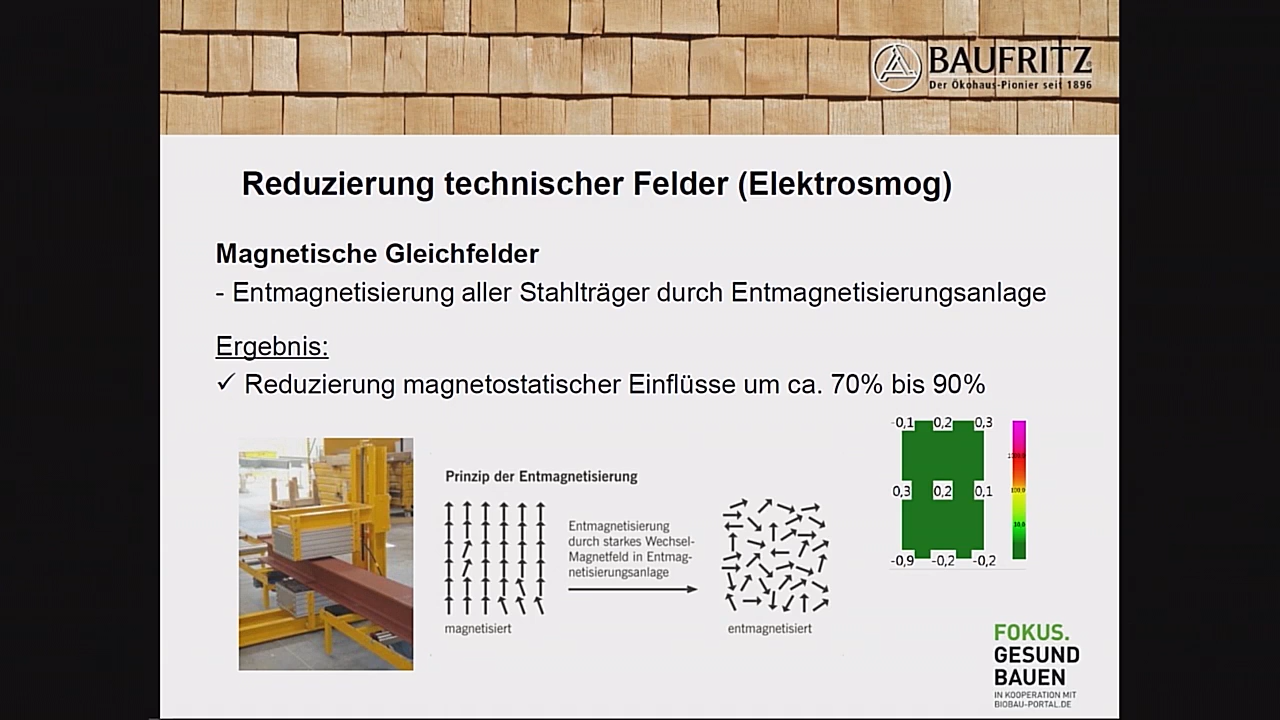 BAUFRITZ
Der Ökohaus-Pionier seit 1896
Reduzierung technischer Felder (Elektrosmog)
Magnetische Gleichfelder
- Entmagnetisierung aller Stahlträger durch Entmagnetisierungsanlage
Ergebnis:
✓ Reduzierung magnetostatischer Einflüsse um ca. 70% bis 90%
Prinzip der Entmagnetisierung
Entmagnetisierung
durch starkes Wechsel-
Magnetfeld in Entmag-
netisierungsanlage
magnetisiert
entmagnetisiert
-0,1 0,2 0,3
0,3 0,2 0,1
-0,9 -0,2 -0,2
FOKUS.
GESUND
BAUEN
IN KOOPERATION MIT
BIOBAU-PORTAL.DE